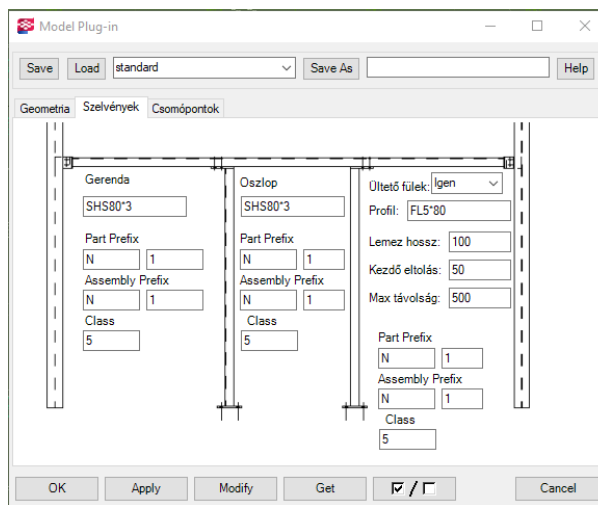 Model Plug-in
Save Load standard Save As Help
Geometria Szelvények Csomópontok
Gerenda Oszlop Ültető fülek: Igen
SHS80*3 SHS80*3 Profil: FL5*80
Part Prefix Part Prefix Lemez hossz: 100
N 1 N 1 Kezdő eltolás: 50
Assembly Prefix Assembly Prefix Max távolság: 500
N 1 N 1
Class Class
5 5
Part Prefix
N 1
Assembly Prefix
N 1
Class
5
OK Apply Modify Get / Cancel